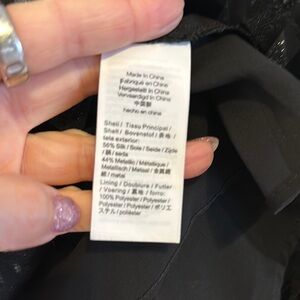 Made in China
Fabriqué en Chine
Hergestellt in China
Vervaardigd in China
中国製
hecho en china
Shell / Tissu Principal /
Shell / Bovenstof / 表地 /
tela exterior:
56% Silk / Soie / Seide / Zijde
/ 絹 / seda
44% Metallic / Métallique /
Metallisch / Metaal / 金属繊
維 / metal
Lining / Doublure / Futter
/ Voering / 裏地 / forro:
100% Polyester / Polyester /
Polyester / Polyester / ポリエ
ステル / poliéster